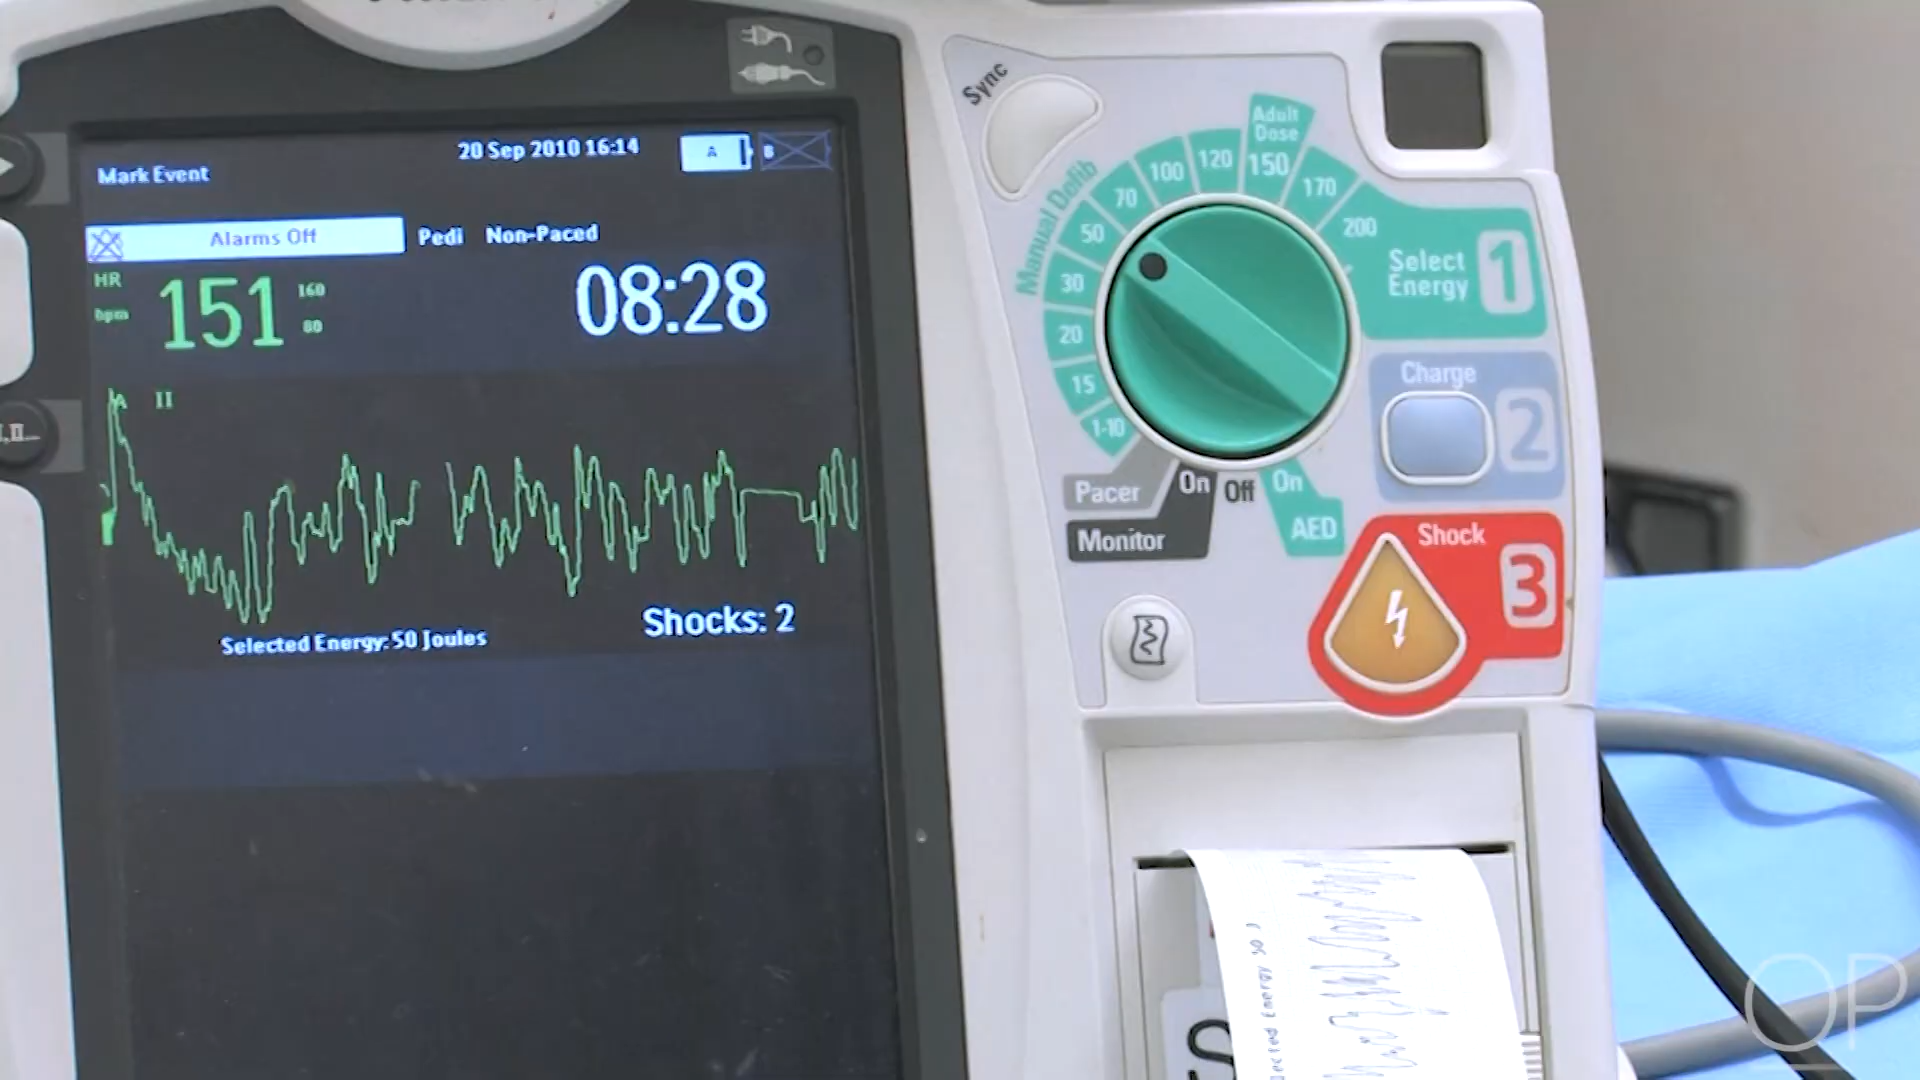 20 Sep 2010 16:14
A
B
Mark Event
Alarms Off
Pedi
Non-Paced
HR
bpm
151
160
80
08:28
II
Selected Energy: 50 Joules
Shocks: 2
Sync
Manual Defib
1-10
15
20
30
50
70
100
120
Adult
Dose
150
170
200
Select
Energy
1
Charge
2
Shock
3
Pacer
Monitor
On
Off
On
AED
OP